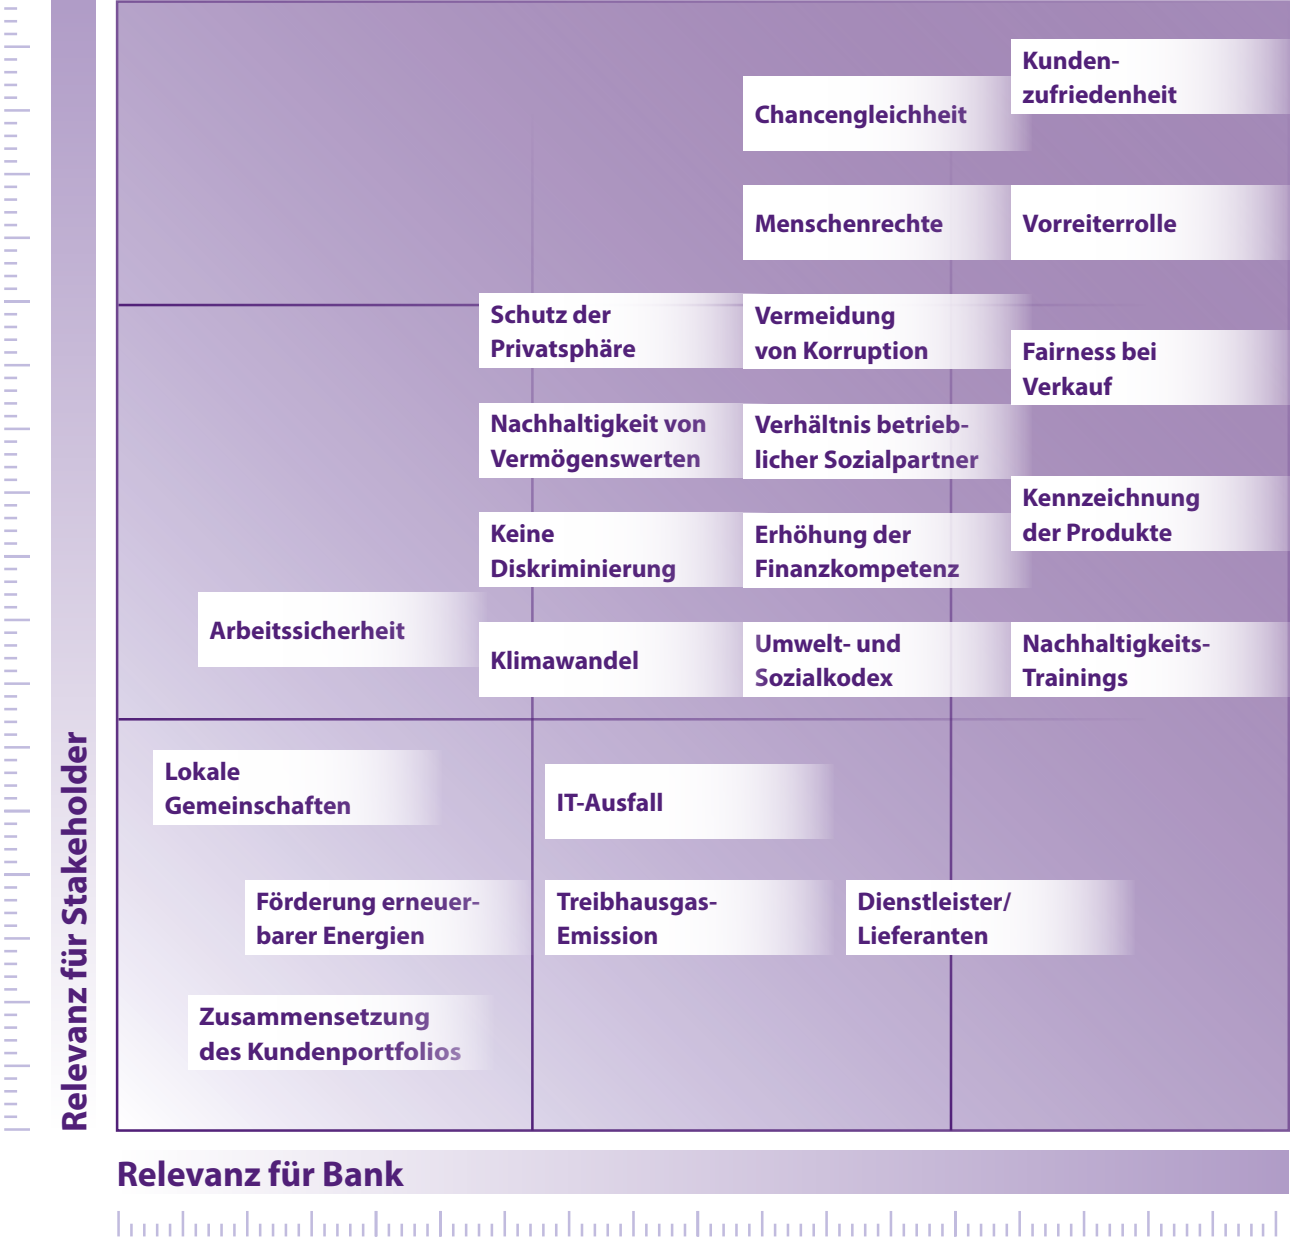 Kunden-
zufriedenheit
Chancengleichheit
Menschenrechte
Vorreiterrolle
Schutz der
Privatsphäre
Vermeidung
von Korruption
Fairness bei
Verkauf
Nachhaltigkeit von
Vermögenswerten
Verhältnis betrieb-
licher Sozialpartner
Kennzeichnung
der Produkte
Keine
Diskriminierung
Erhöhung der
Finanzkompetenz
Arbeitssicherheit
Klimawandel
Umwelt- und
Sozialkodex
Nachhaltigkeits-
Trainings
Lokale
Gemeinschaften
IT-Ausfall
Förderung erneuer-
barer Energien
Treibhausgas-
Emission
Dienstleister/
Lieferanten
Zusammensetzung
des Kundenportfolios
Relevanz für Stakeholder
Relevanz für Bank